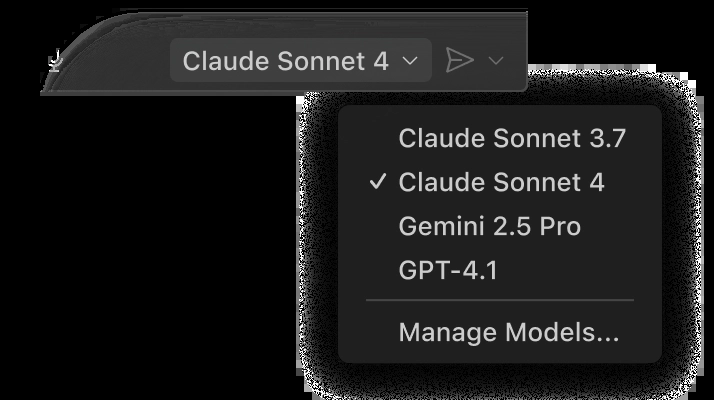 Claude Sonnet 4
Claude Sonnet 3.7
Claude Sonnet 4
Gemini 2.5 Pro
GPT-4.1
Manage Models...